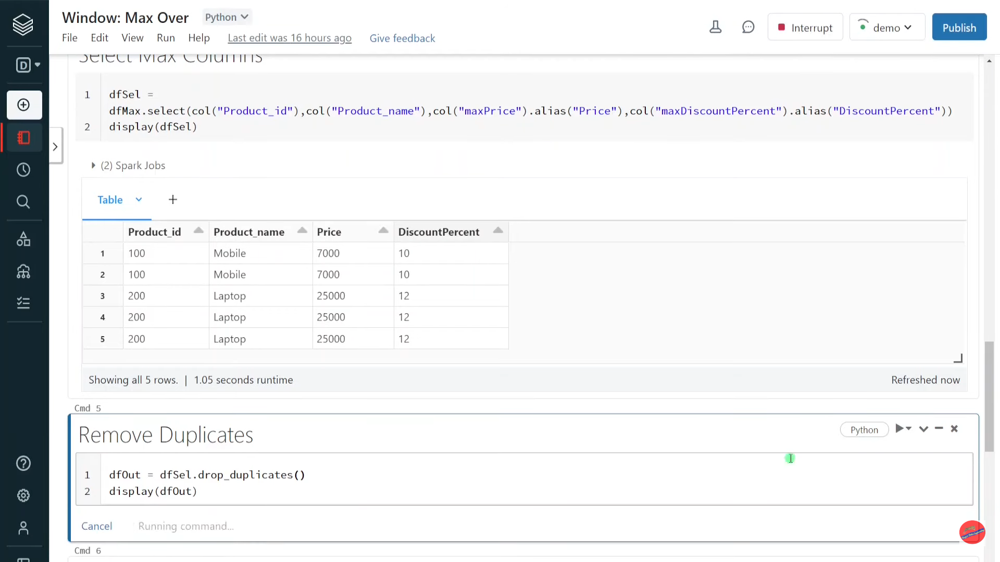 Window: Max Over
Python
File Edit View Run Help Last edit was 16 hours ago Give feedback
Interrupt
demo
Publish
D
Select Max Columns
1 dfSel =
dfMax.select(col("Product_id"),col("Product_name"),col("maxPrice").alias("Price"),col("maxDiscountPercent").alias("DiscountPercent"))
2 display(dfSel)
(2) Spark Jobs
Table +
Product_id Product_name Price DiscountPercent
1 100 Mobile 7000 10
2 100 Mobile 7000 10
3 200 Laptop 25000 12
4 200 Laptop 25000 12
5 200 Laptop 25000 12
Showing all 5 rows. | 1.05 seconds runtime
Refreshed now
Cmd 5
Remove Duplicates
Python
1 dfOut = dfSel.drop_duplicates()
2 display(dfOut)
Cancel Running command...
Cmd 6